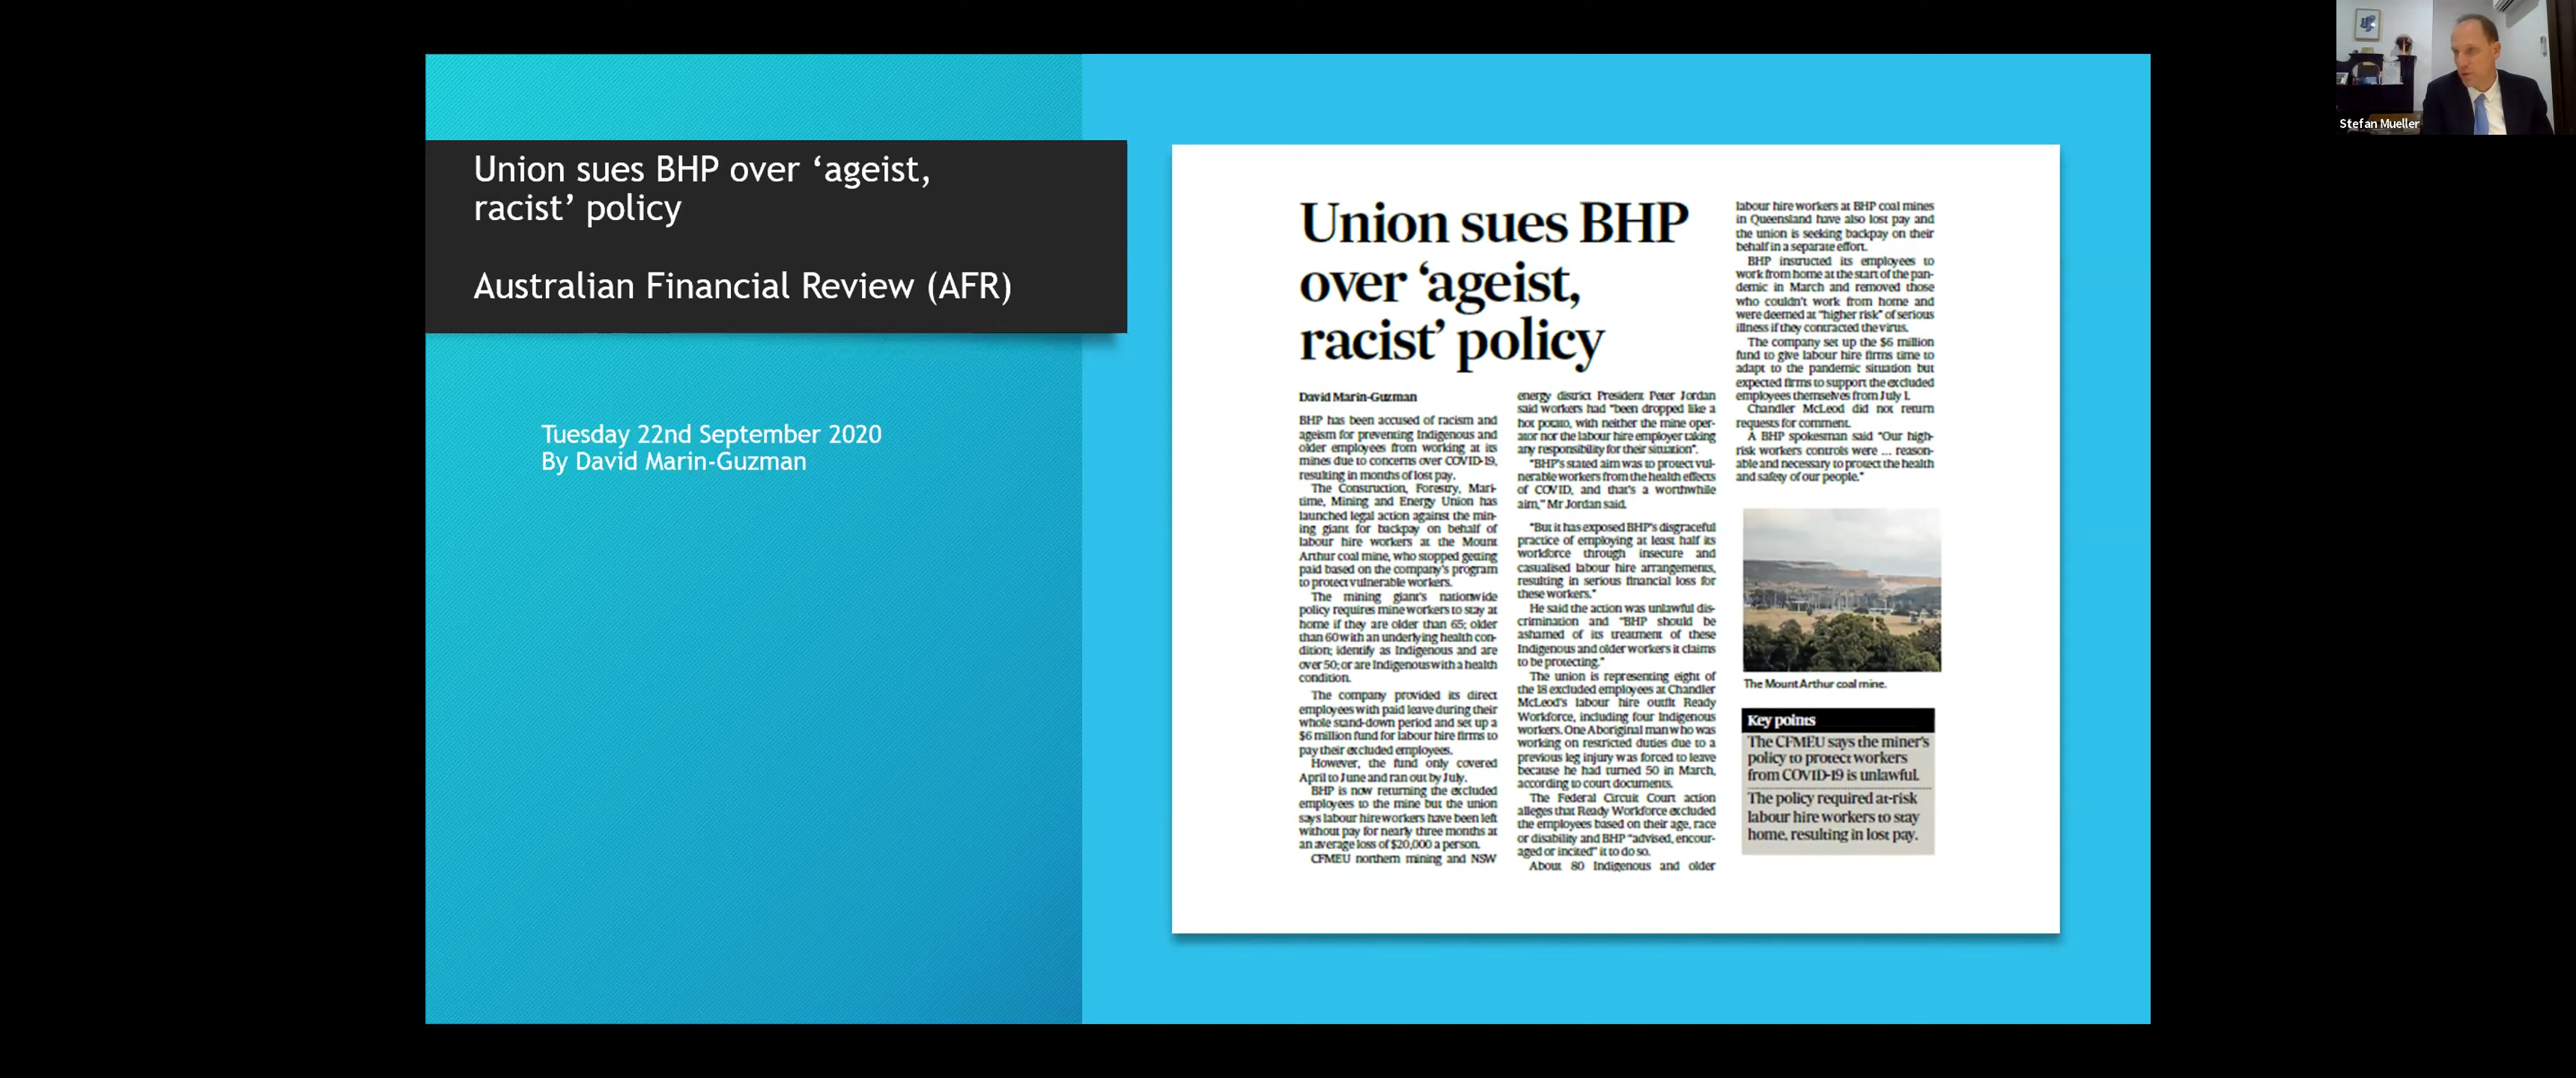 Union sues BHP over ‘ageist,
racist’ policy
Australian Financial Review (AFR)
Tuesday 22nd September 2020
By David Marin-Guzman
Union sues BHP
over ‘ageist,
racist’ policy
David Marin-Guzman
BHP has been accused of racism and
ageism for preventing Indigenous and
older employees from working at its
mines due to concerns over COVID-19,
resulting in months of lost pay.
The Construction, Forestry, Mari-
time, Mining and Energy Union has
launched legal action against the min-
ing giant for backpay on behalf of
labour hire workers at the Mount
Arthur coal mine, who stopped getting
paid based on the company's program
to protect vulnerable workers.
The mining giant's nationwide
policy requires mine workers to stay at
home if they are older than 65; older
than 60 with an underlying health con-
dition; identify as Indigenous and are
over 50; or are Indigenous with a health
condition.
The company provided its direct
employees with paid leave during their
whole stand-down period and set up a
$6 million fund for labour hire firms to
pay their excluded employees.
However, the fund only covered
April to June and ran out by July.
BHP is now returning the excluded
employees to the mine but the union
says labour hire workers have been left
without pay for nearly three months at
an average loss of $20,000 a person.
CFMEU northern mining and NSW
energy district President Peter Jordan
said workers had "been dropped like a
hot potato, with neither the mine oper-
ator nor the labour hire employer taking
any responsibility for their situation".
"BHP's stated aim was to protect vul-
nerable workers from the health effects
of COVID, and that's a worthwhile
aim," Mr Jordan said.
"But it has exposed BHP's disgraceful
practice of employing at least half its
workforce through insecure and
casualised labour hire arrangements,
resulting in serious financial loss for
these workers."
He said the action was unlawful dis-
crimination and "BHP should be
ashamed of its treatment of these
Indigenous and older workers it claims
to be protecting."
The union is representing eight of
the 18 excluded employees at Chandler
McLeod's labour hire outfit Ready
Workforce, including four Indigenous
workers. One Aboriginal man who was
working on restricted duties due to a
previous leg injury was forced to leave
because he had turned 50 in March,
according to court documents.
The Federal Circuit Court action
alleges that Ready Workforce excluded
the employees based on their age, race
or disability and BHP "advised, encour-
aged or incited" it to do so.
About 80 Indigenous and older
labour hire workers at BHP coal mines
in Queensland have also lost pay and
the union is seeking backpay on their
behalf in a separate effort.
BHP instructed its employees to
work from home at the start of the pan-
demic in March and removed those
who couldn't work from home and
were deemed at "higher risk" of serious
illness if they contracted the virus.
The company set up the $6 million
fund to give labour hire firms time to
adapt to the pandemic situation but
expected firms to support the excluded
employees themselves from July 1.
Chandler McLeod did not return
requests for comment.
A BHP spokesman said "Our high-
risk workers controls were ... reason-
able and necessary to protect the health
and safety of our people."
The Mount Arthur coal mine.
Key points
The CFMEU says the miner's
policy to protect workers
from COVID-19 is unlawful.
The policy required at-risk
labour hire workers to stay
home, resulting in lost pay.
Stefan Mueller